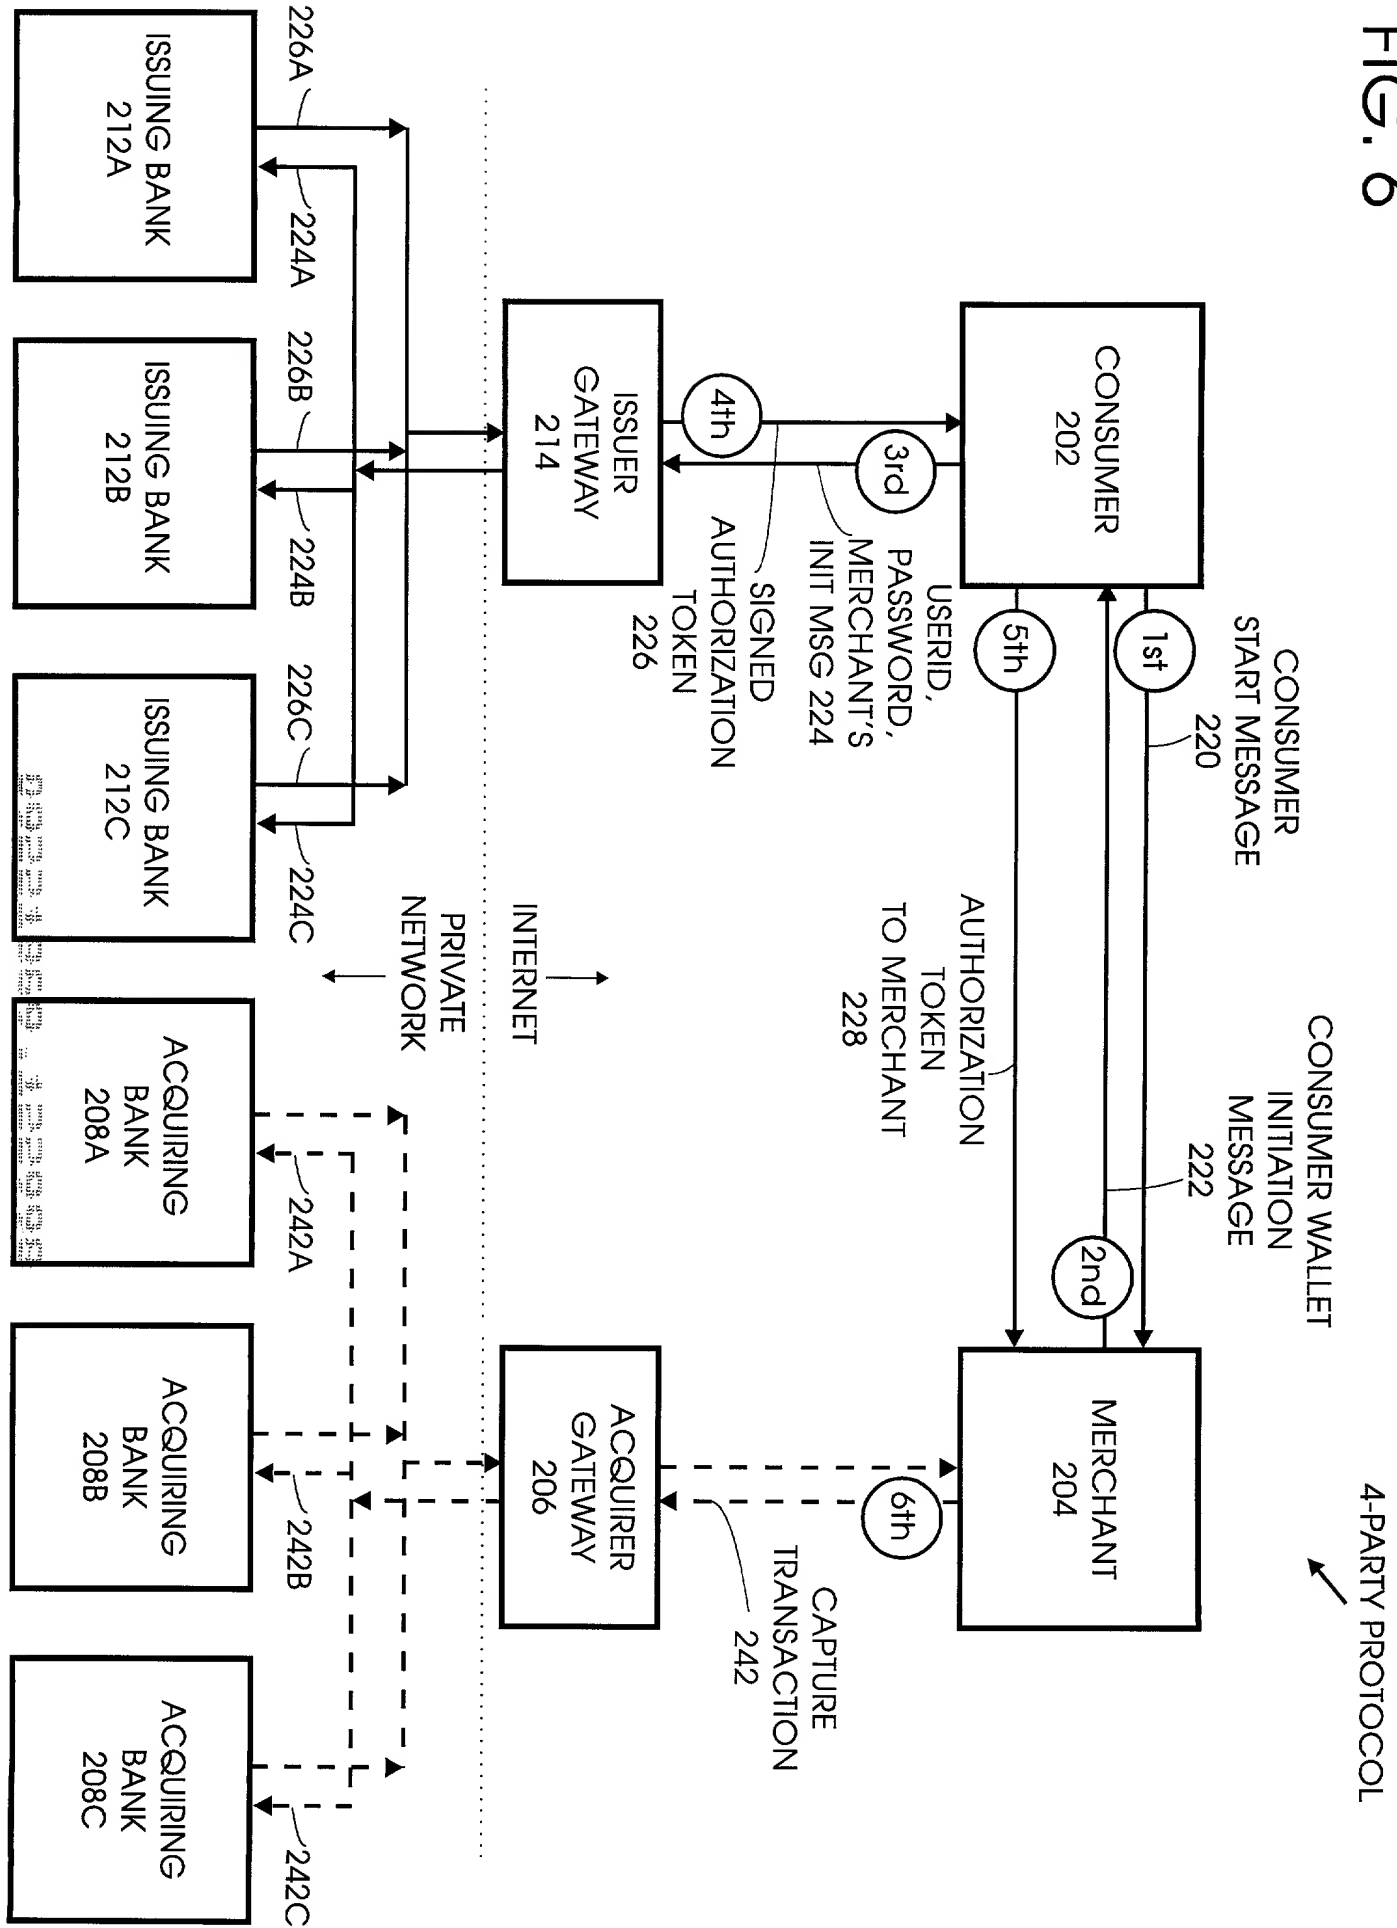 FIG. 6
4-PARTY PROTOCOL
CONSUMER
START MESSAGE
220
CONSUMER WALLET
INITIATION
MESSAGE
222
CONSUMER
202
1st
2nd
5th
MERCHANT
204
AUTHORIZATION
TOKEN
TO MERCHANT
228
3rd
4th
USERID,
PASSWORD,
MERCHANT'S
INIT MSG 224
SIGNED
AUTHORIZATION
TOKEN
226
6th
CAPTURE
TRANSACTION
242
ISSUER
GATEWAY
214
ACQUIRER
GATEWAY
206
INTERNET
PRIVATE
NETWORK
226A
224A
226B
224B
226C
224C
242A
242B
242C
ISSUING BANK
212A
ISSUING BANK
212B
ISSUING BANK
212C
ACQUIRING
BANK
208A
ACQUIRING
BANK
208B
ACQUIRING
BANK
208C